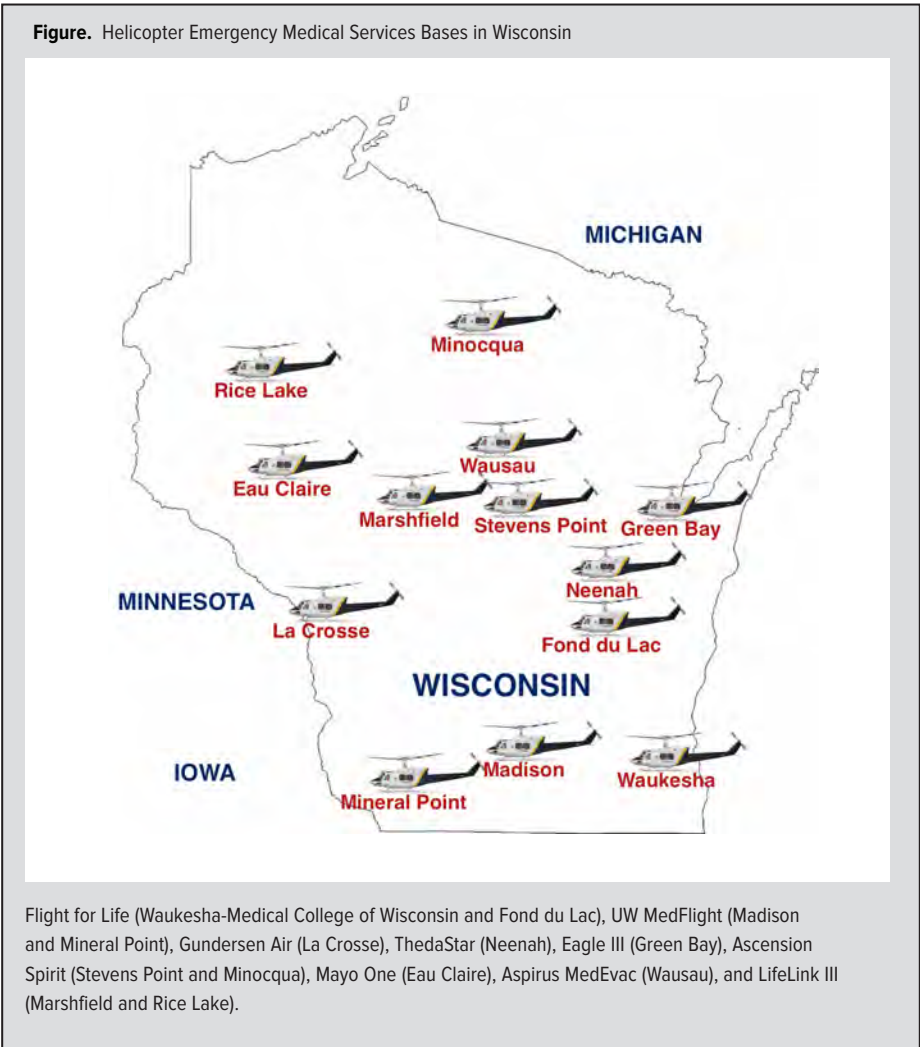 Figure. Helicopter Emergency Medical Services Bases in Wisconsin
MICHIGAN
Minocqua
Rice Lake
Wausau
Eau Claire
Marshfield
Stevens Point
Green Bay
Neenah
MINNESOTA
La Crosse
Fond du Lac
WISCONSIN
IOWA
Madison
Waukesha
Mineral Point
Flight for Life (Waukesha-Medical College of Wisconsin and Fond du Lac), UW MedFlight (Madison
and Mineral Point), Gundersen Air (La Crosse), ThedaStar (Neenah), Eagle III (Green Bay), Ascension
Spirit (Stevens Point and Minocqua), Mayo One (Eau Claire), Aspirus MedEvac (Wausau), and LifeLink III
(Marshfield and Rice Lake).